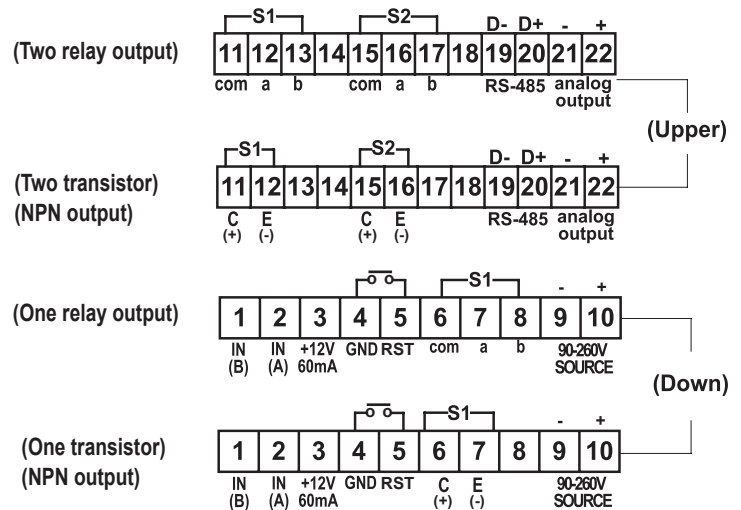 S1 S2 D- D+ - +
(Two relay output) 11 12 13 14 15 16 17 18 19 20 21 22
com a b com a b RS-485 analog
output
(Upper)
S1 S2 D- D+ - +
(Two transistor) 11 12 13 14 15 16 17 18 19 20 21 22
(NPN output) C E C E RS-485 analog
(+) (-) (+) (-) output
S1 - +
(One relay output) 1 2 3 4 5 6 7 8 9 10
IN IN +12V GND RST com a b 90-260V
(B) (A) 60mA SOURCE
(Down)
S1 - +
(One transistor) 1 2 3 4 5 6 7 8 9 10
(NPN output) IN IN +12V GND RST C E 90-260V
(B) (A) 60mA (+) (-) SOURCE